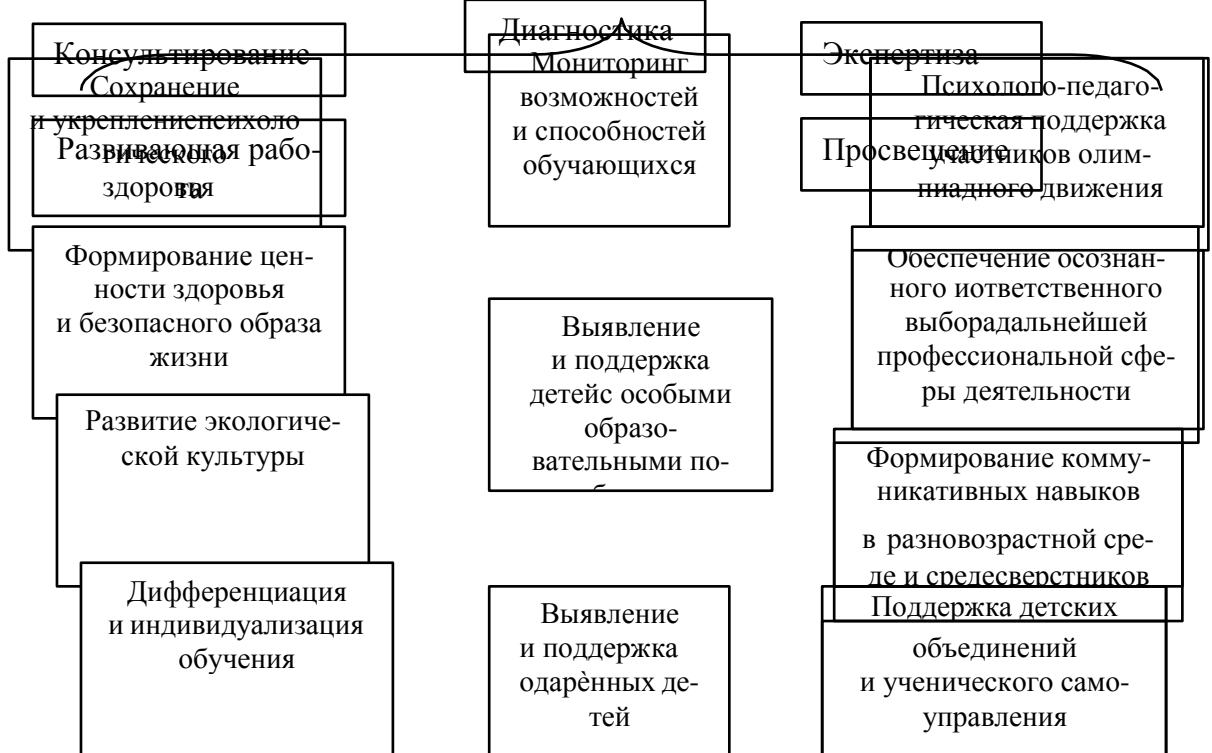 Диагностика
Консультирование
Экспертиза
Развивающая рабо-
та
Просвещение
Сохранение
и укреплениепсихоло
гического
здоровья
Мониторинг
возможностей
и способностей
обучающихся
Психолого-педаго-
гическая поддержка
участников олим-
пиадного движения
Формирование цен-
ности здоровья
и безопасного образа
жизни
Выявление
и поддержка
детейс особыми
образо-
вательными по-
Обеспечение осознан-
ного иответственного
выборадальнейшей
профессиональной сфе-
ры деятельности
Развитие экологиче-
ской культуры
Формирование комму-
никативных навыков
в разновозрастной сре-
де и средесверстников
Дифференциация
и индивидуализация
обучения
Выявление
и поддержка
одарѐнных де-
тей
Поддержка детских
объединений
и ученического само-
управления